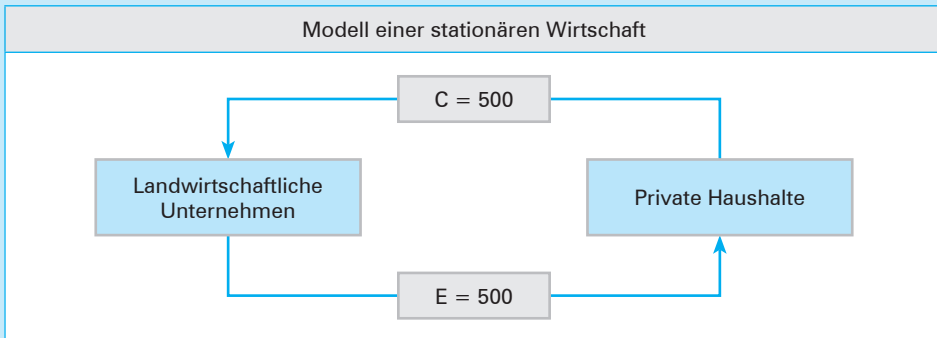 Modell einer stationären Wirtschaft
C = 500
Landwirtschaftliche
Unternehmen
Private Haushalte
E = 500